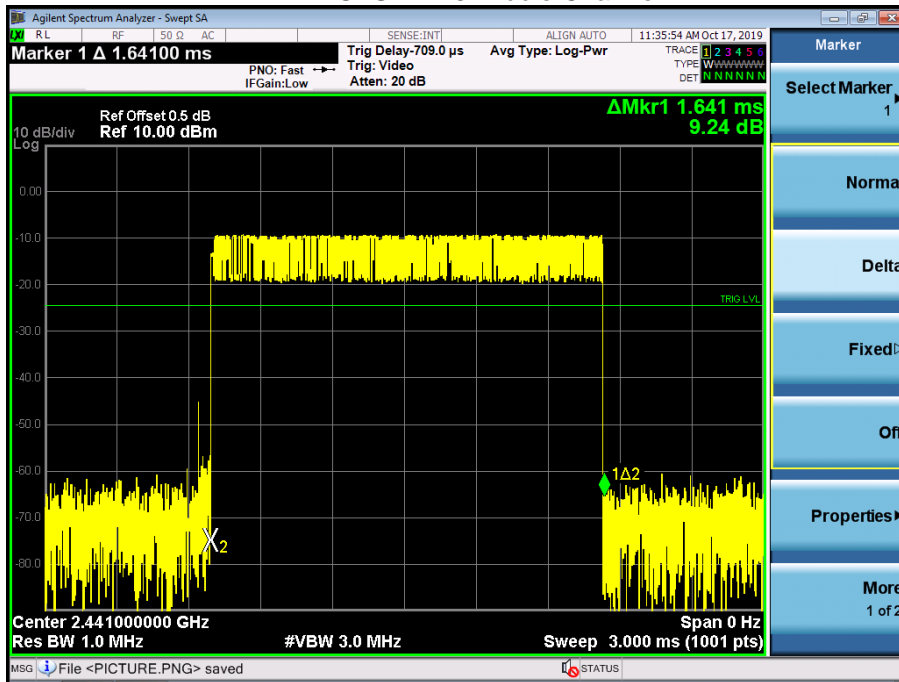 Agilent Spectrum Analyzer - Swept SA
LXI RL RF 50 Ω AC SENSE:INT ALIGN AUTO 11:35:54 AM Oct 17, 2019
Marker 1 Δ 1.64100 ms
PNO: Fast
IFGain:Low
Trig Delay-709.0 µs
Trig: Video
Atten: 20 dB
Avg Type: Log-Pwr
TRACE 1 2 3 4 5 6
TYPE WWWWWW
DET N N N N N N
ΔMkr1 1.641 ms
9.24 dB
Ref Offset 0.5 dB
10 dB/div Ref 10.00 dBm
Log
0.00
-10.0
-20.0
TRIG LVL
-30.0
-40.0
-50.0
-60.0
1Δ2
-70.0
2
-80.0
Center 2.441000000 GHz Span 0 Hz
Res BW 1.0 MHz #VBW 3.0 MHz Sweep 3.000 ms (1001 pts)
MSG File <PICTURE.PNG> saved STATUS
Marker
Select Marker
1
Norma
Delta
Fixed
Off
Properties
More
1 of 2